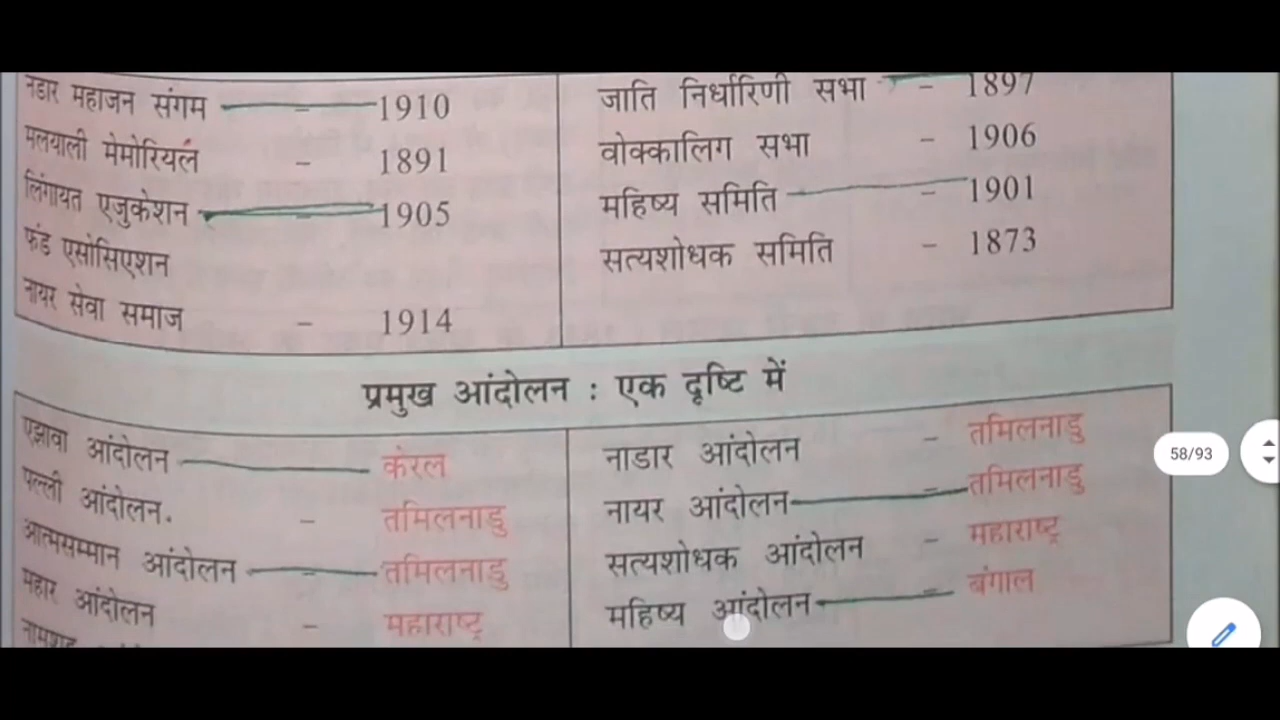 नडार महाजन संगम - 1910
मलयाली मेमोरियल - 1891
लिंगायत एजुकेशन - 1905
फंड एसोसिएशन
नायर सेवा समाज - 1914
जाति निर्धारिणी सभा - 1897
वोक्कालिग सभा - 1906
महिष्य समिति - 1901
सत्यशोधक समिति - 1873
प्रमुख आंदोलन : एक दृष्टि में
एझावा आंदोलन - केरल
पल्ली आंदोलन. - तमिलनाडु
आत्मसम्मान आंदोलन - तमिलनाडु
महार आंदोलन - महाराष्ट्र
नाडार आंदोलन - तमिलनाडु
नायर आंदोलन - तमिलनाडु
सत्यशोधक आंदोलन - महाराष्ट्र
महिष्य आंदोलन - बंगाल
58/93